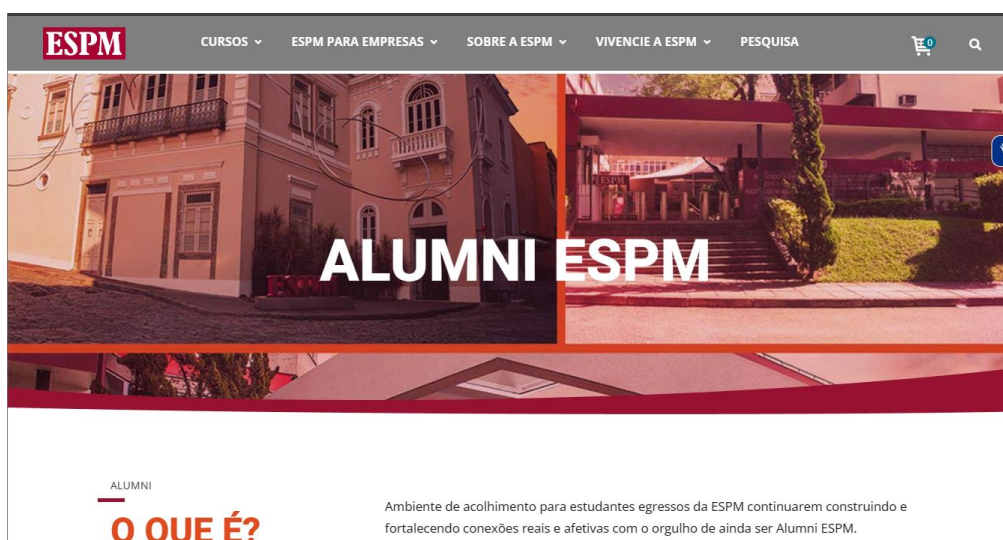 ESPM
CURSOS
ESPM PARA EMPRESAS
SOBRE A ESPM
VIVENCIE A ESPM
PESQUISA
0
ESPM
ALUMNI ESPM
ALUMNI
O QUE É?
Ambiente de acolhimento para estudantes egressos da ESPM continuarem construindo e
fortalecendo conexões reais e afetivas com o orgulho de ainda ser Alumni ESPM.